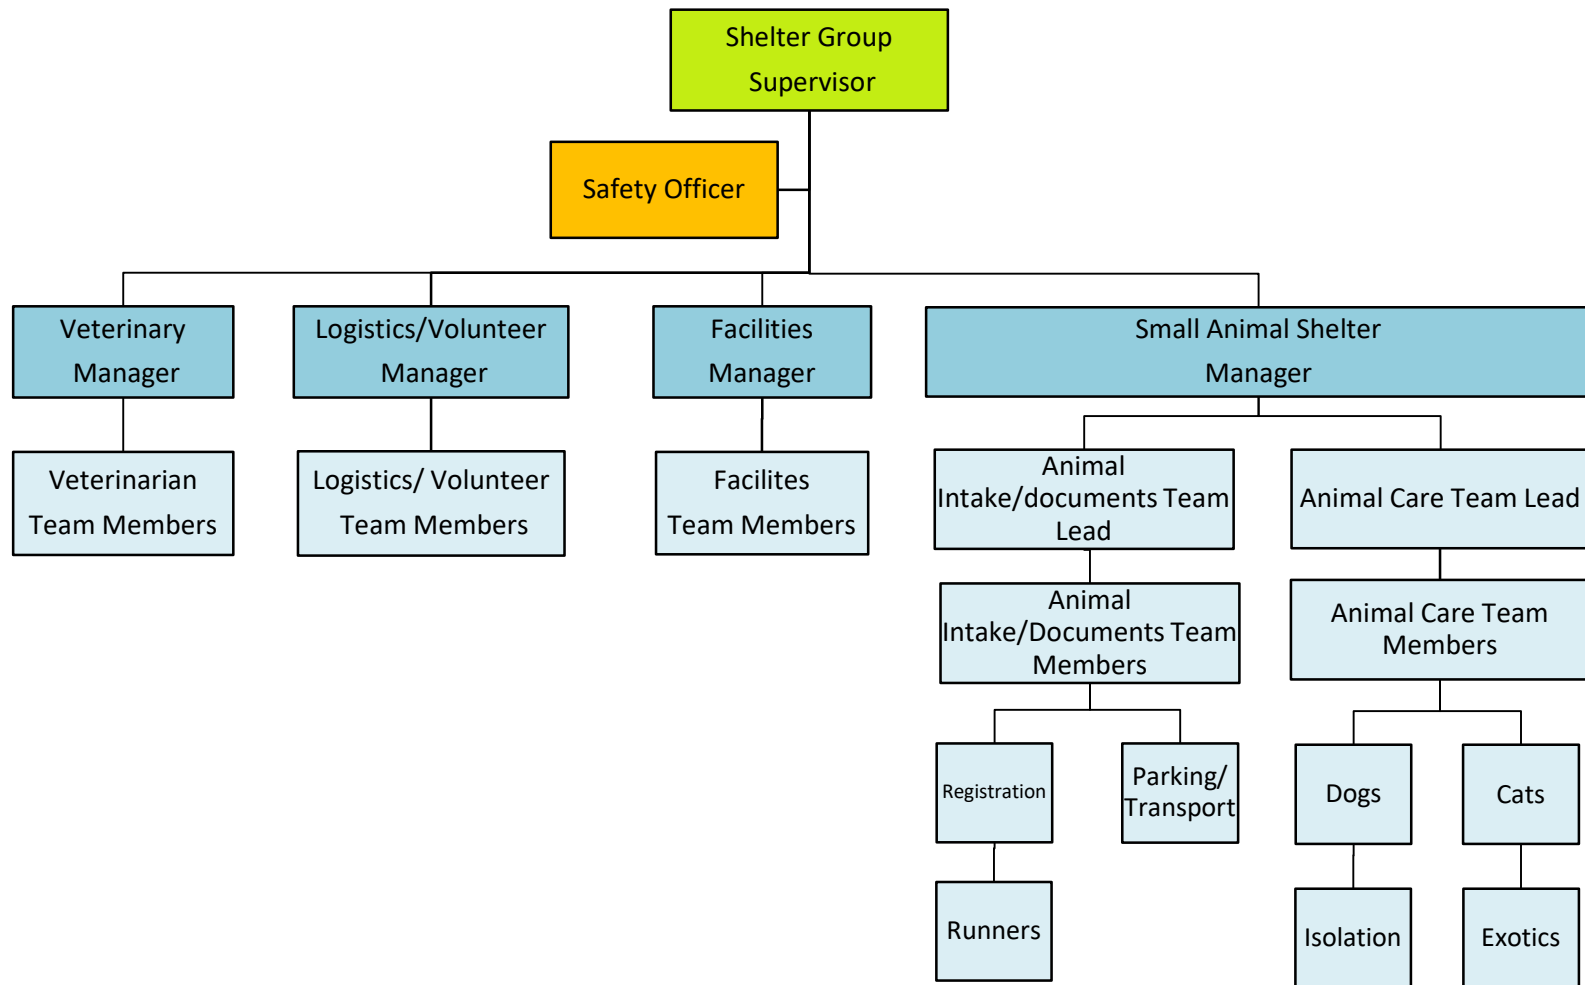 Shelter Group
Supervisor
Safety Officer
Veterinary
Manager
Logistics/Volunteer
Manager
Facilities
Manager
Small Animal Shelter
Manager
Veterinarian
Team Members
Logistics/ Volunteer
Team Members
Facilites
Team Members
Animal
Intake/documents Team
Lead
Animal Care Team Lead
Animal
Intake/Documents Team
Members
Animal Care Team
Members
Registration
Parking/
Transport
Dogs
Cats
Runners
Isolation
Exotics